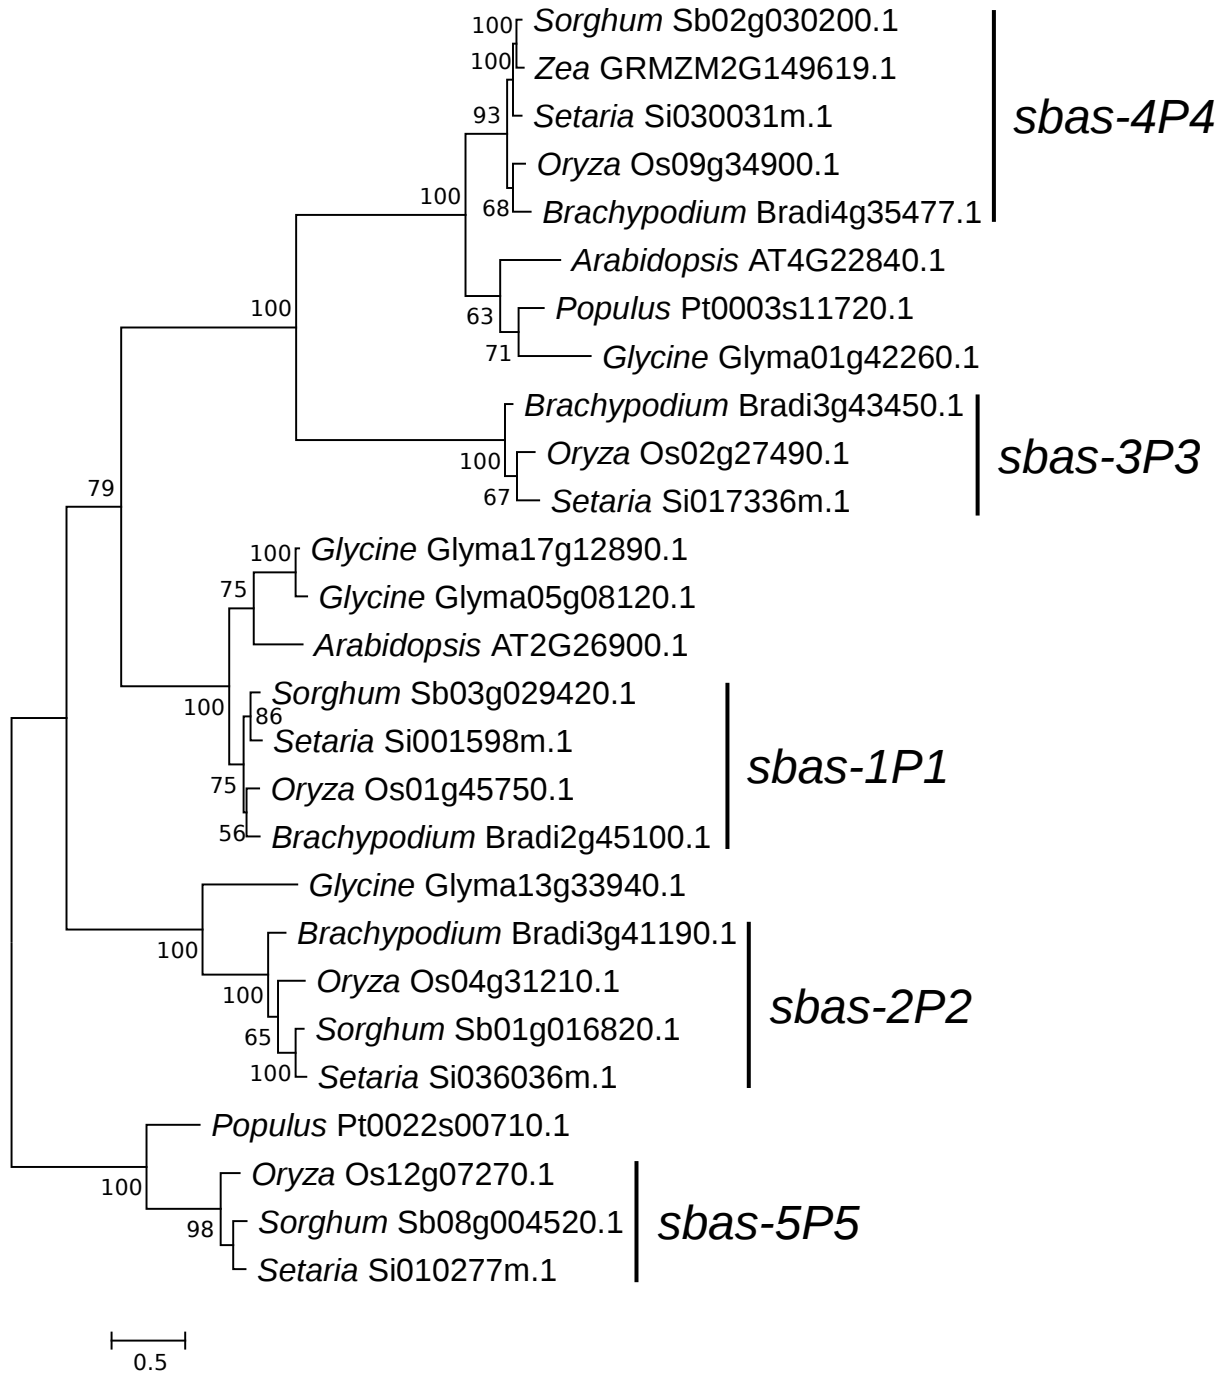 100 Sorghum Sb02g030200.1
100 Zea GRMZM2G149619.1
93 Setaria Si030031m.1
sbas-4P4
Oryza Os09g34900.1
100 68 Brachypodium Bradi4g35477.1
Arabidopsis AT4G22840.1
100 63 Populus Pt0003s11720.1
71 Glycine Glyma01g42260.1
Brachypodium Bradi3g43450.1
100 Oryza Os02g27490.1
sbas-3P3
79 67 Setaria Si017336m.1
100 Glycine Glyma17g12890.1
75 Glycine Glyma05g08120.1
Arabidopsis AT2G26900.1
100 Sorghum Sb03g029420.1
86
Setaria Si001598m.1
sbas-1P1
75 Oryza Os01g45750.1
56 Brachypodium Bradi2g45100.1
Glycine Glyma13g33940.1
100 Brachypodium Bradi3g41190.1
100 Oryza Os04g31210.1
sbas-2P2
65 Sorghum Sb01g016820.1
100 Setaria Si036036m.1
Populus Pt0022s00710.1
100 Oryza Os12g07270.1
98 Sorghum Sb08g004520.1
sbas-5P5
Setaria Si010277m.1
0.5